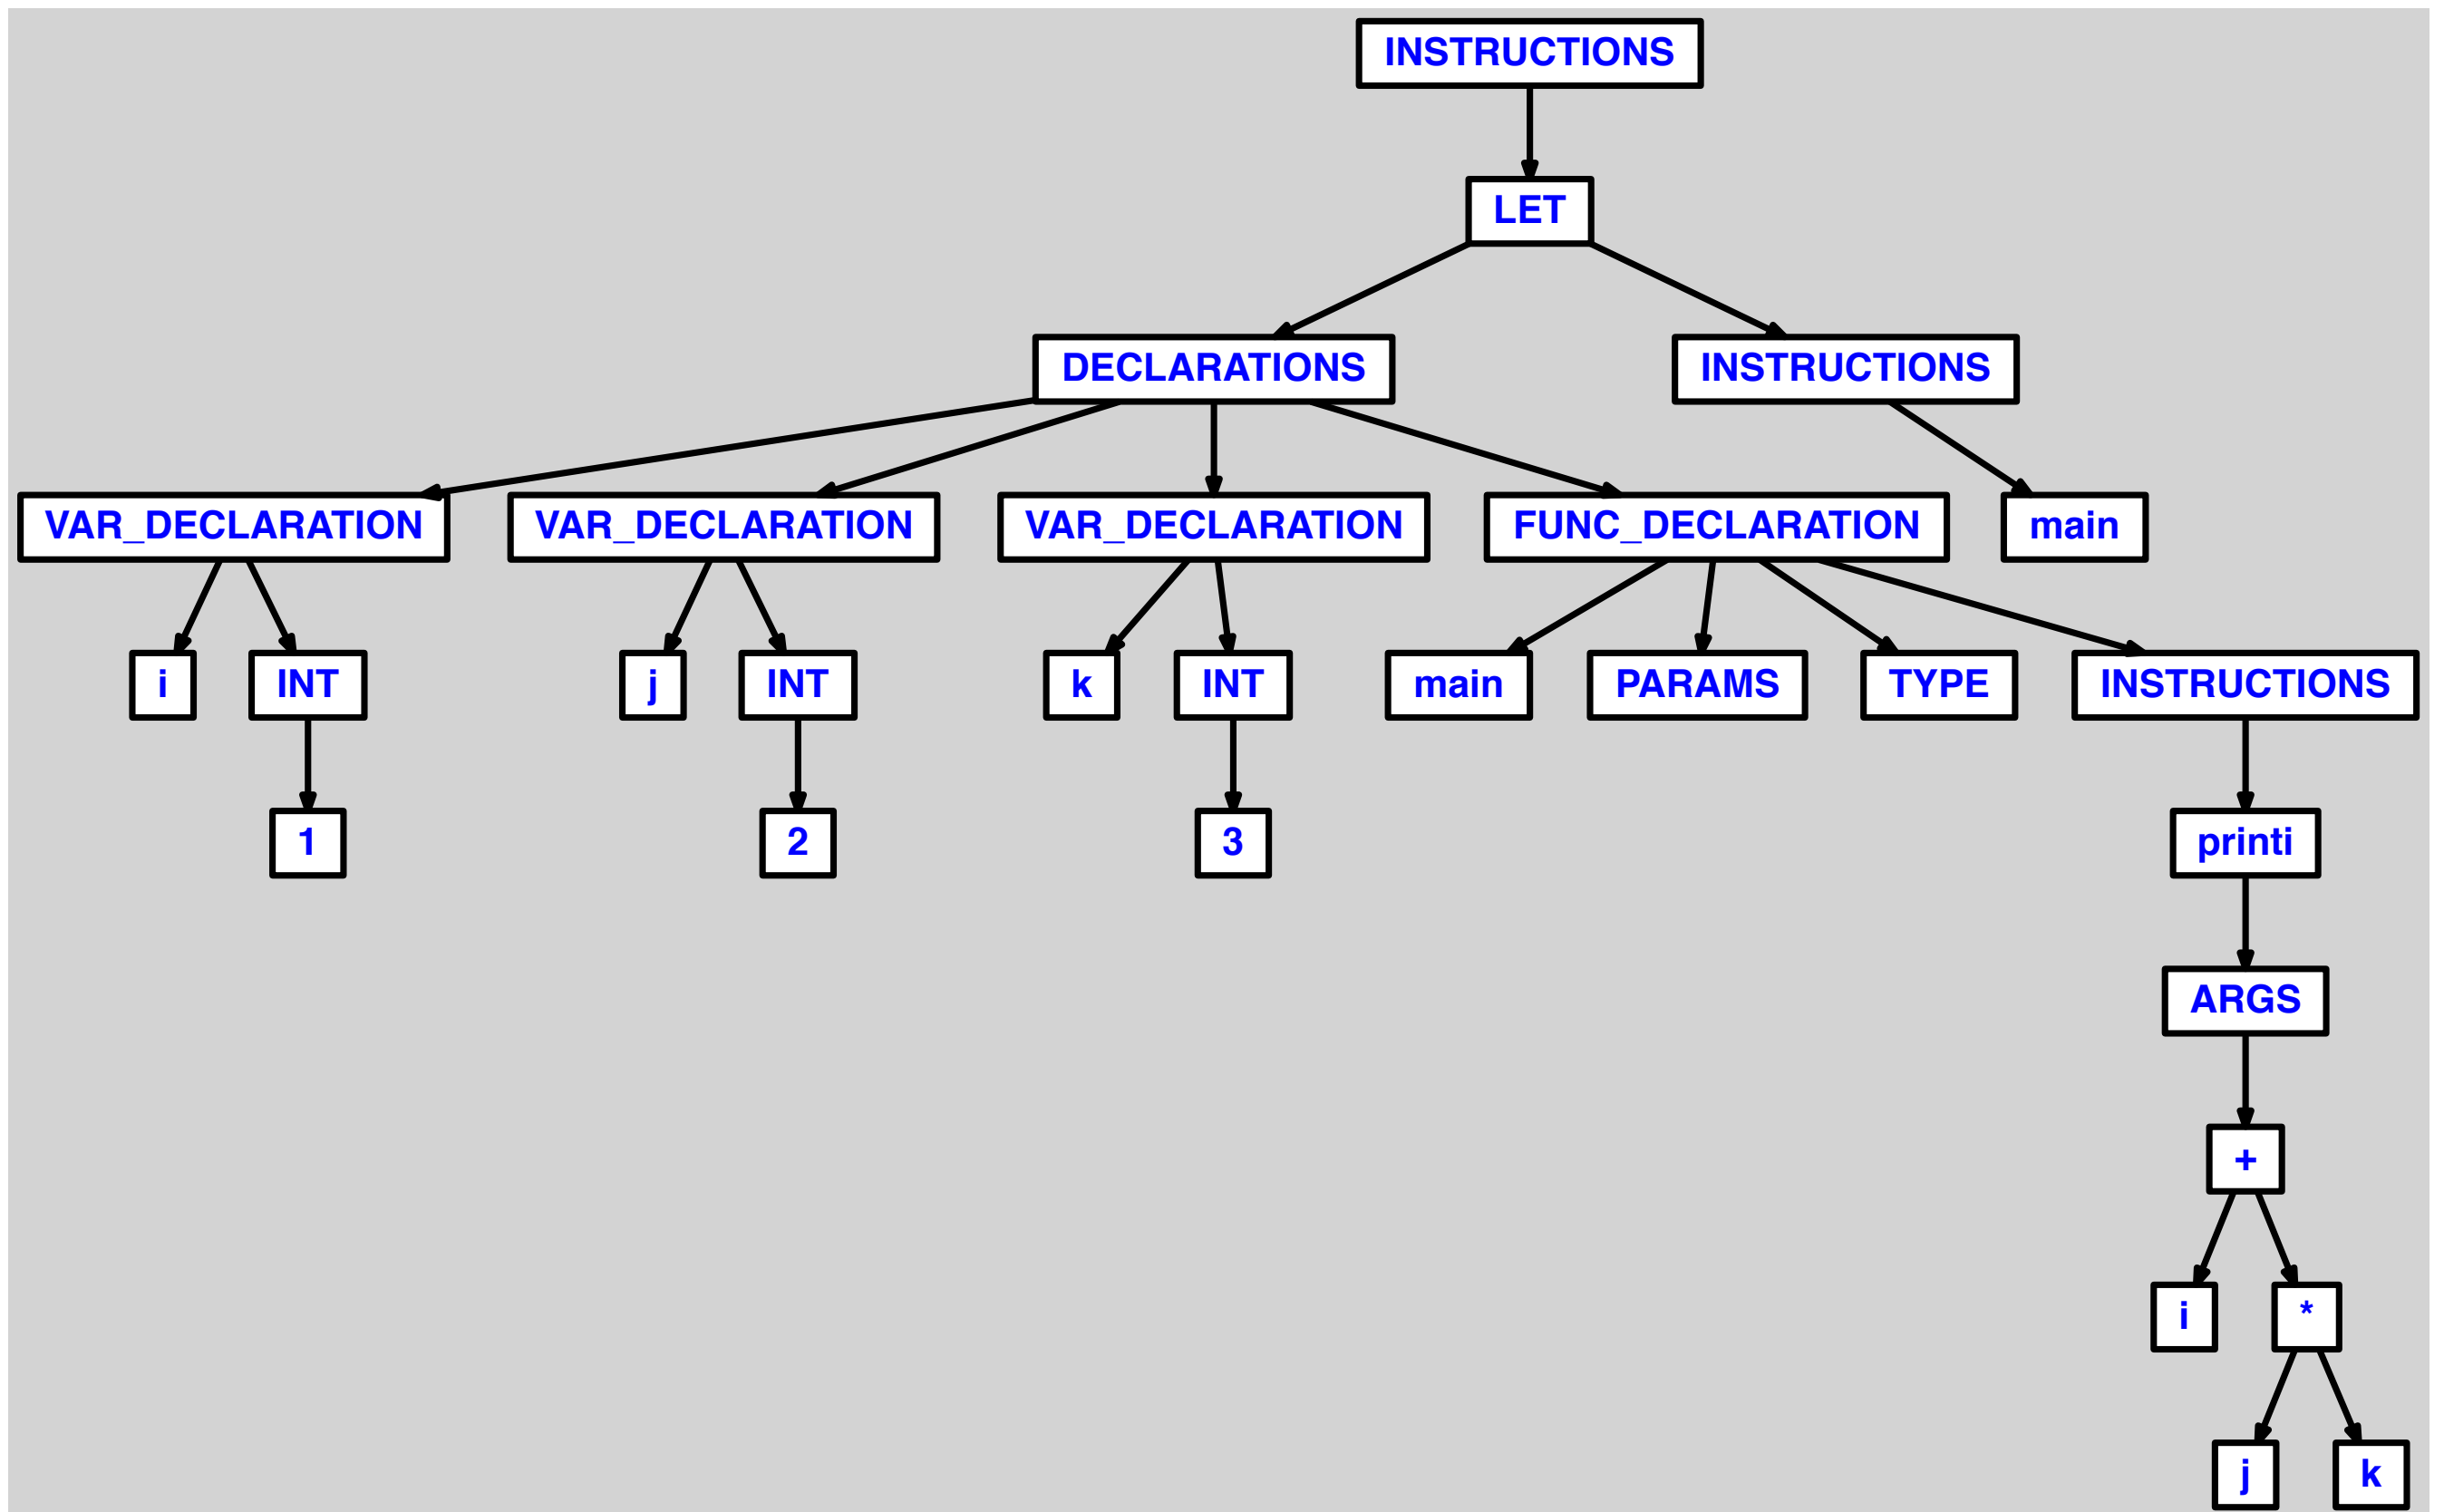 INSTRUCTIONS
LET
DECLARATIONS
INSTRUCTIONS
VAR_DECLARATION
VAR_DECLARATION
VAR_DECLARATION
FUNC_DECLARATION
main
i
INT
j
INT
k
INT
main
PARAMS
TYPE
INSTRUCTIONS
1
2
3
printi
ARGS
+
i
*
j
k